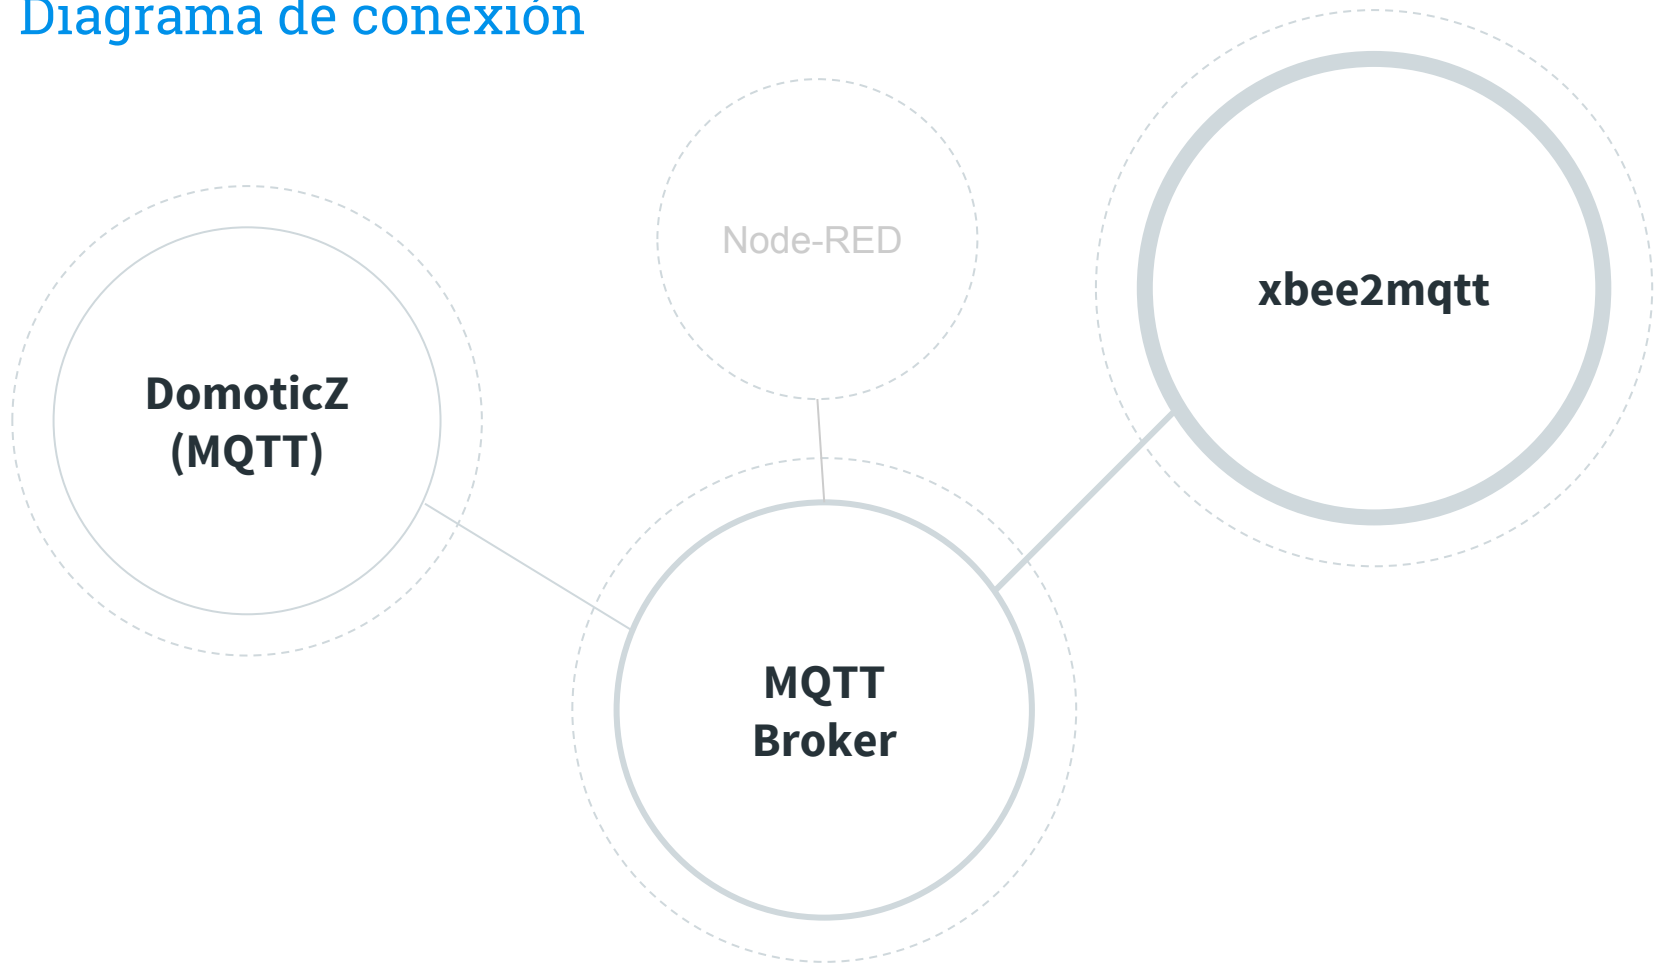 Diagrama de conexión
Node-RED
xbee2mqtt
DomoticZ
(MQTT)
MQTT
Broker